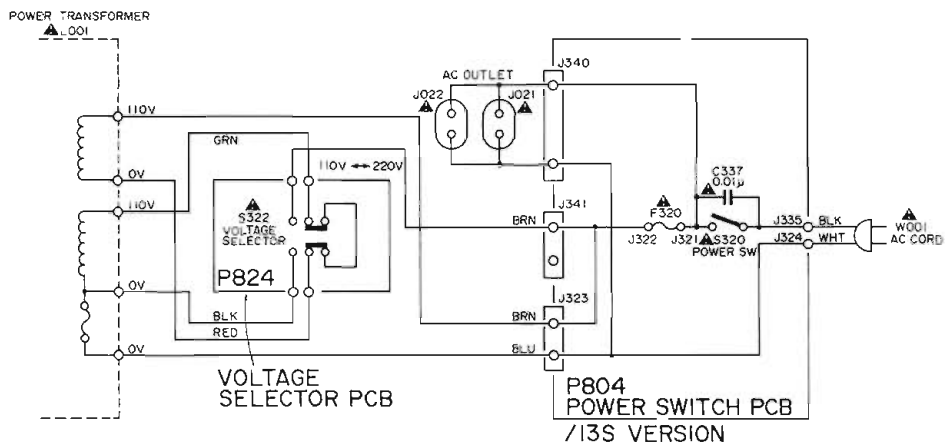 POWER TRANSFORMER
L001
110V
0V
110V
0V
0V
GRN
S322
VOLTAGE
SELECTOR
P824
BLK
RED
110V ↔ 220V
VOLTAGE
SELECTOR PCB
AC OUTLET
J022
J021
J340
J341
BRN
J323
BRN
BLU
F320
J322
J321
C337
0.01μ
S320
POWER SW
J335
BLK
J324
WHT
W001
AC CORD
P804
POWER SWITCH PCB
/13S VERSION